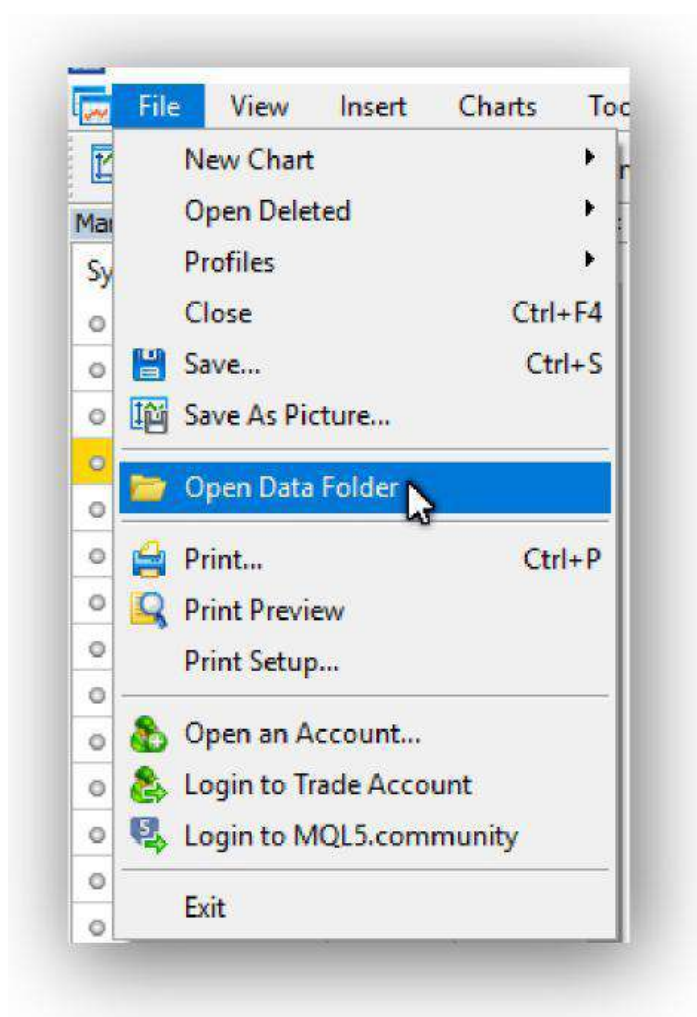 File View Insert Charts
New Chart
Open Deleted
Profiles
Close Ctrl+F4
Save... Ctrl+S
Save As Picture...
Open Data Folder
Print... Ctrl+P
Print Preview
Print Setup...
Open an Account...
Login to Trade Account
Login to MQL5.community
Exit